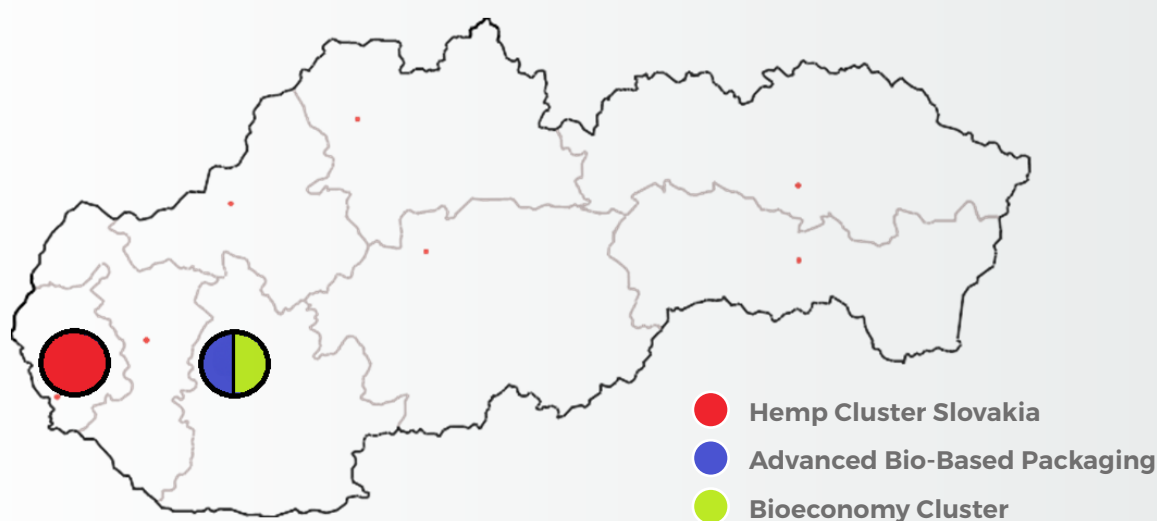 Hemp Cluster Slovakia
Advanced Bio-Based Packaging
Bioeconomy Cluster